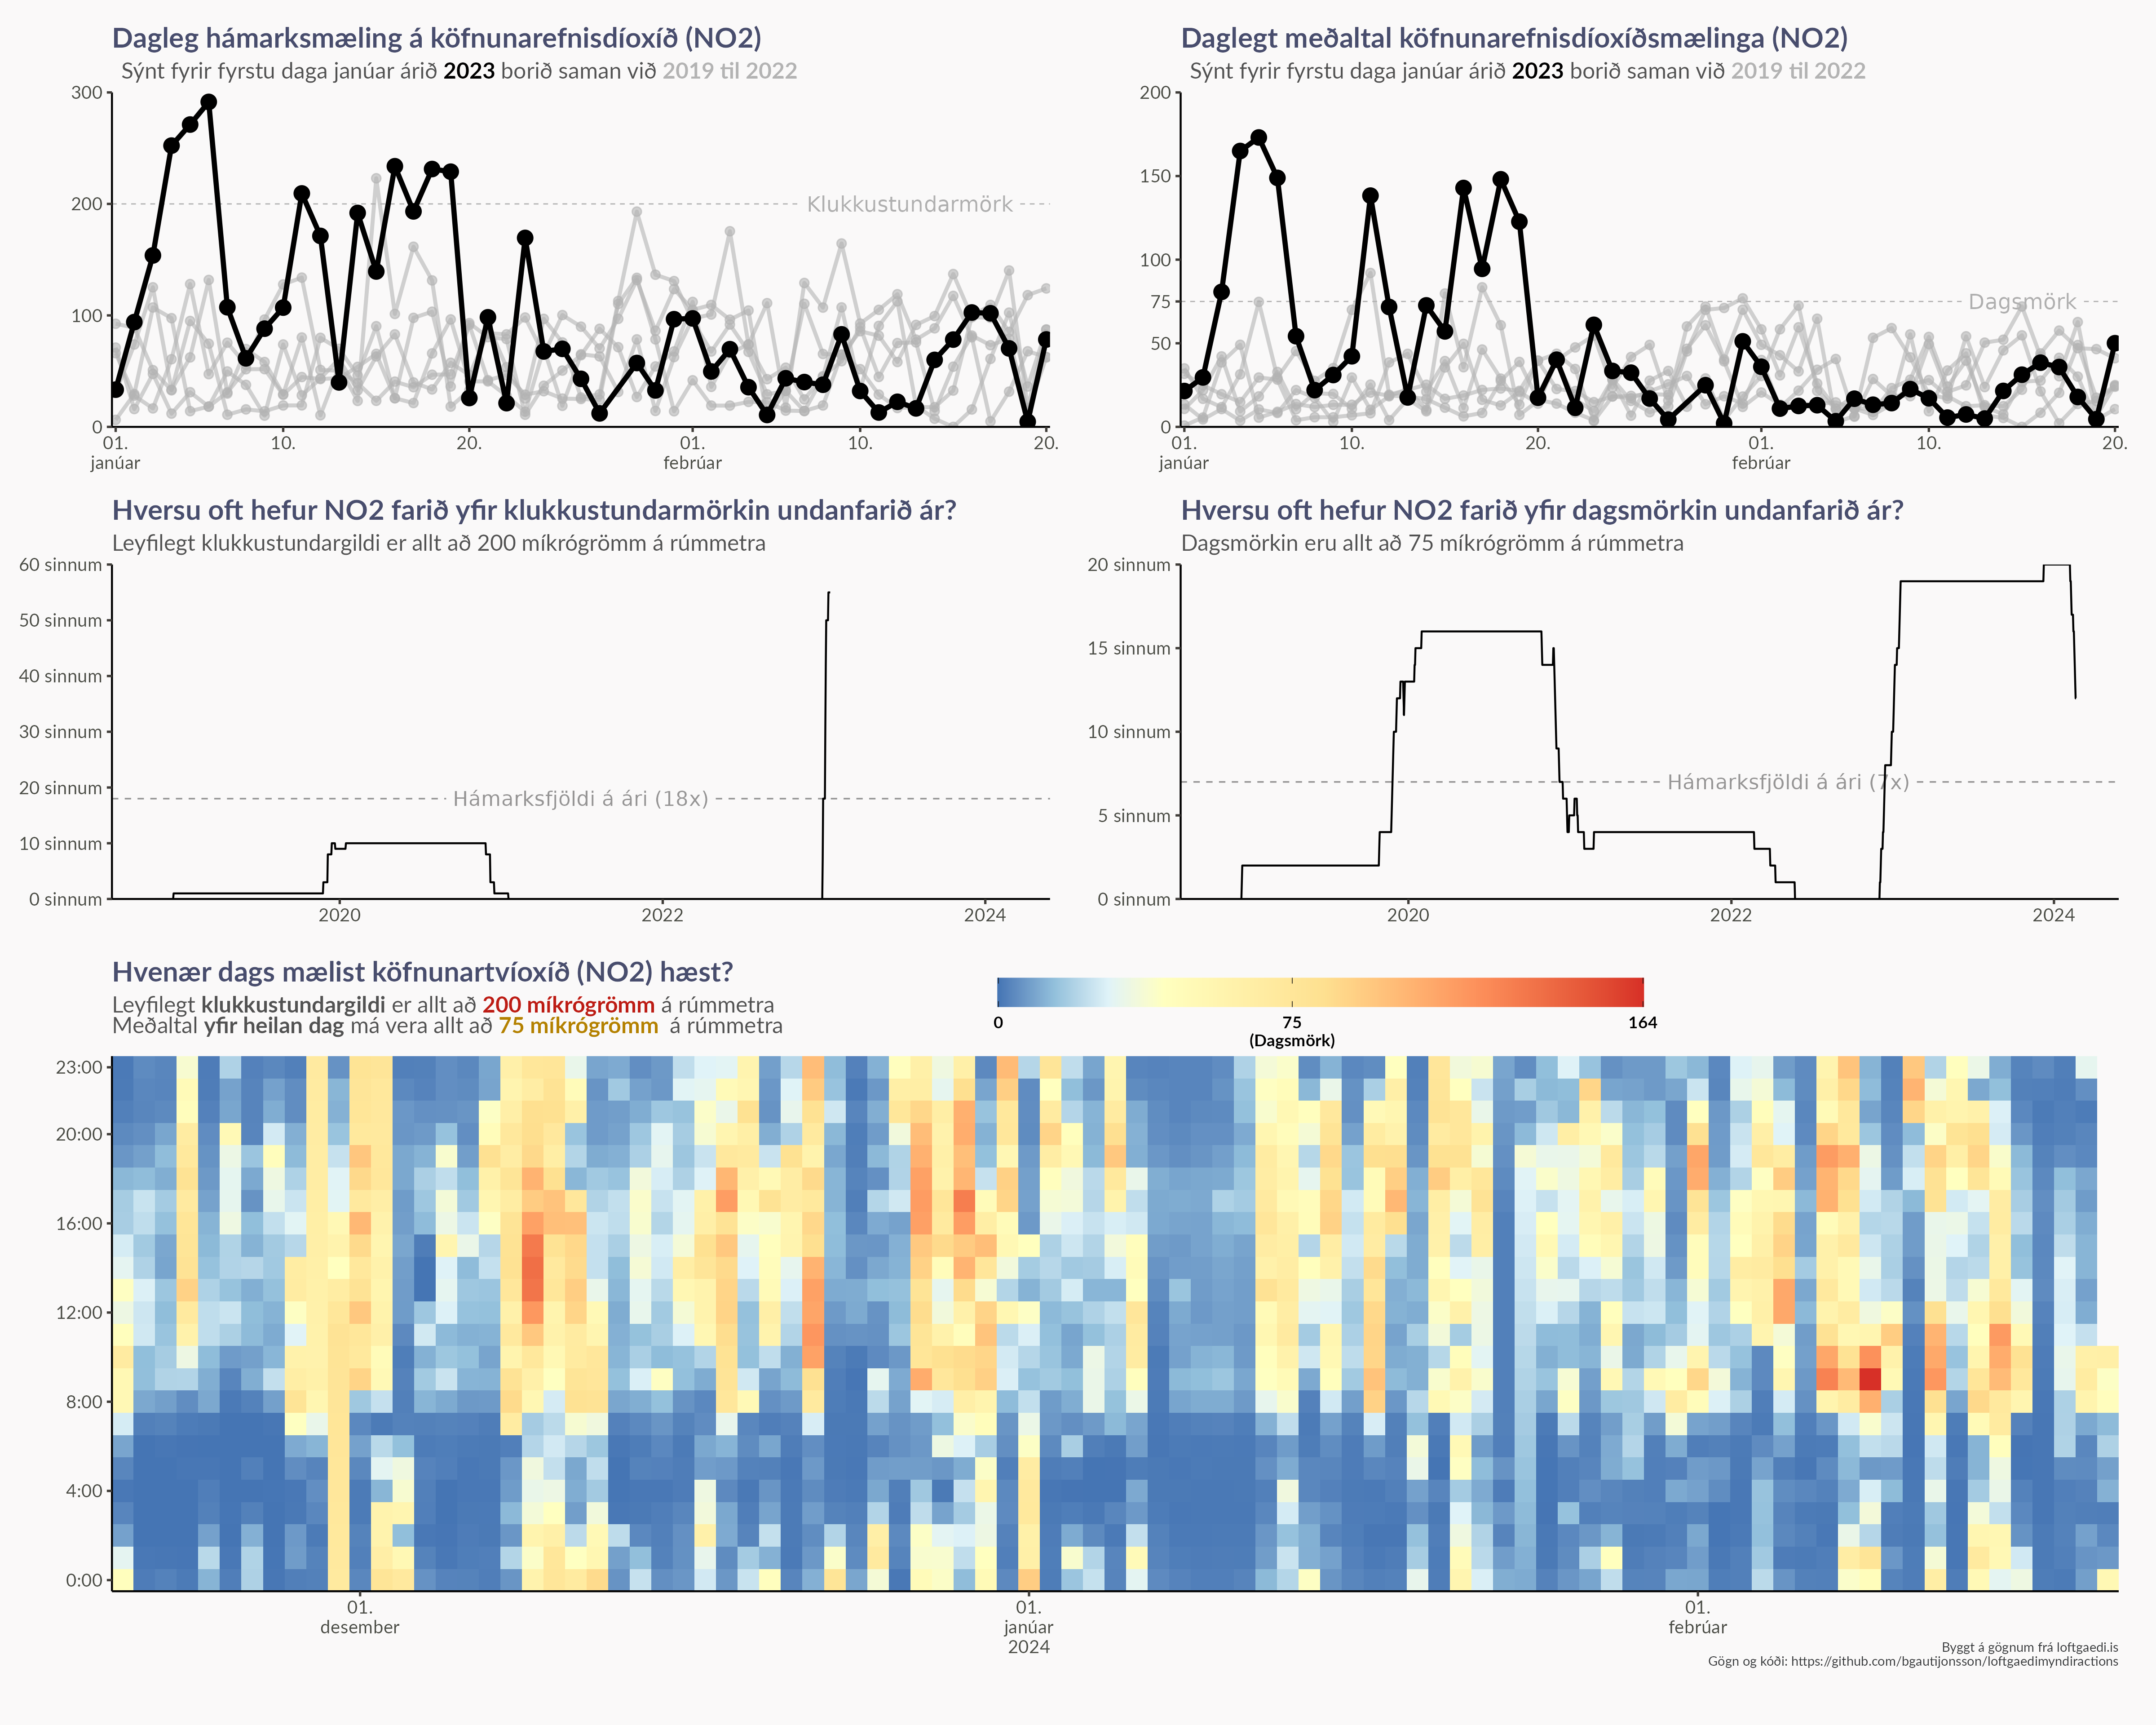 Dagleg hámarksmæling á köfnunarefnisdíoxíð (NO2)
Sýnt fyrir fyrstu daga janúar árið 2023 borið saman við 2019 til 2022
300
200
100
0
Klukkustundarmörk
01.
janúar
10.
20.
01.
febrúar
10.
20.
Daglegt meðaltal köfnunarefnisdíoxíðsmælinga (NO2)
Sýnt fyrir fyrstu daga janúar árið 2023 borið saman við 2019 til 2022
200
150
100
75
50
0
Dagsmörk
01.
janúar
10.
20.
01.
febrúar
10.
20.
Hversu oft hefur NO2 farið yfir klukkustundarmörkin undanfarið ár?
Leyfilegt klukkustundargildi er allt að 200 míkrógrömm á rúmmetra
60 sinnum
50 sinnum
40 sinnum
30 sinnum
20 sinnum
10 sinnum
0 sinnum
Hámarksfjöldi á ári (18x)
2020
2022
2024
Hversu oft hefur NO2 farið yfir dagsmörkin undanfarið ár?
Dagsmörkin eru allt að 75 míkrógrömm á rúmmetra
20 sinnum
15 sinnum
10 sinnum
5 sinnum
0 sinnum
Hámarksfjöldi á ári (7x)
2020
2022
2024
Hvenær dags mælist köfnunartvíoxíð (NO2) hæst?
Leyfilegt klukkustundargildi er allt að 200 míkrógrömm á rúmmetra
Meðaltal yfir heilan dag má vera allt að 75 míkrógrömm á rúmmetra
0
75
(Dagsmörk)
164
23:00
20:00
16:00
12:00
8:00
4:00
0:00
01.
desember
01.
janúar
2024
01.
febrúar
Byggt á gögnum frá loftgaedi.is
Gögn og kóði: https://github.com/bgautijonsson/loftgaedimyndiractions